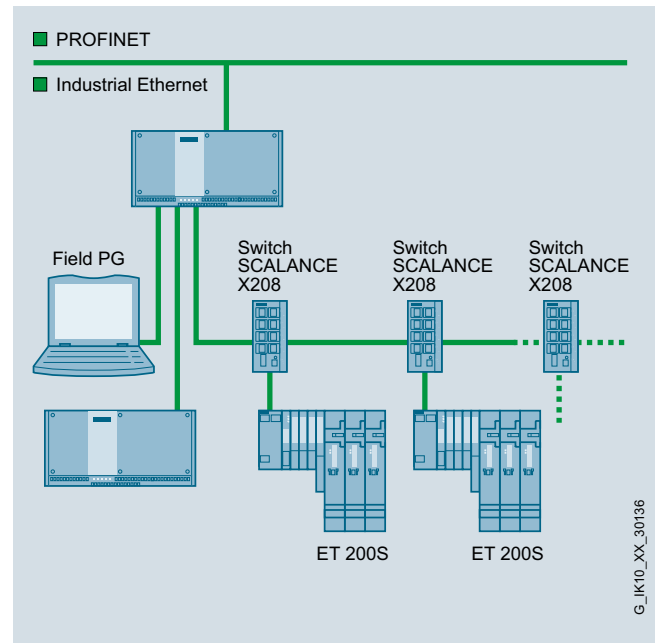 PROFINET
Industrial Ethernet
Field PG
Switch
SCALANCE
X208
Switch
SCALANCE
X208
Switch
SCALANCE
X208
ET 200S
ET 200S
G_IK10_XX_30136